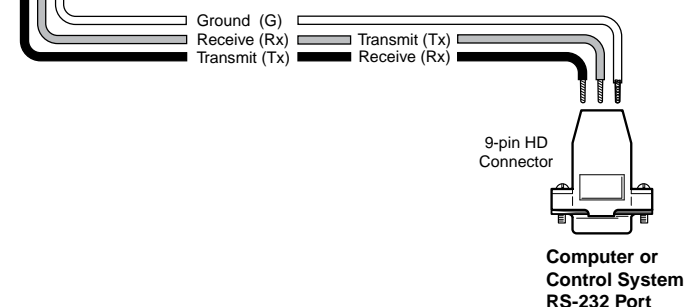 Ground (G)
Receive (Rx) Transmit (Tx)
Transmit (Tx) Receive (Rx)
9-pin HD
Connector
Computer or
Control System
RS-232 Port